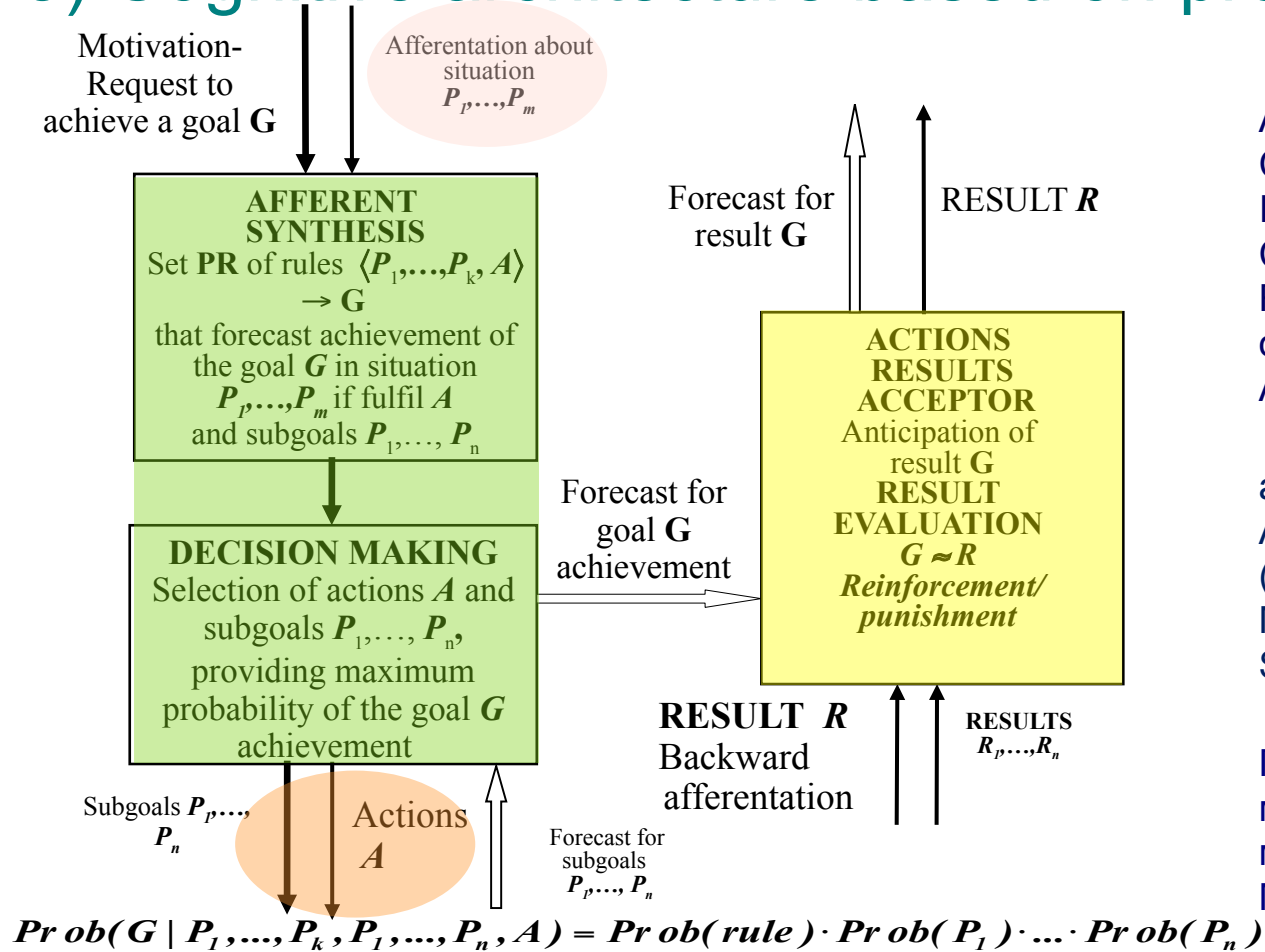 Motivation-
Request to
achieve a goal G
Afferentation about
situation
P₁,…,Pₘ
AFFERENT
SYNTHESIS
Set PR of rules ⟨P₁,…,Pₖ, A⟩
→ G
that forecast achievement of
the goal G in situation
P₁,…,Pₘ if fulfil A
and subgoals P₁,…, Pₙ
DECISION MAKING
Selection of actions A and
subgoals P₁,…, Pₙ,
providing maximum
probability of the goal G
achievement
Subgoals P₁,…,
Pₙ
Actions
A
Forecast for
subgoals
P₁,…, Pₙ
Forecast for
goal G
achievement
Forecast for
result G
RESULT R
ACTIONS
RESULTS
ACCEPTOR
Anticipation of
result G
RESULT
EVALUATION
G ≈ R
Reinforcement/
punishment
RESULT R
Backward
afferentation
RESULTS
R₁,…,Rₙ
Prob(G | P₁,...,Pₖ,P₁,...,Pₙ,A) = Prob(rule)·Prob(P₁)·...·Prob(Pₙ)